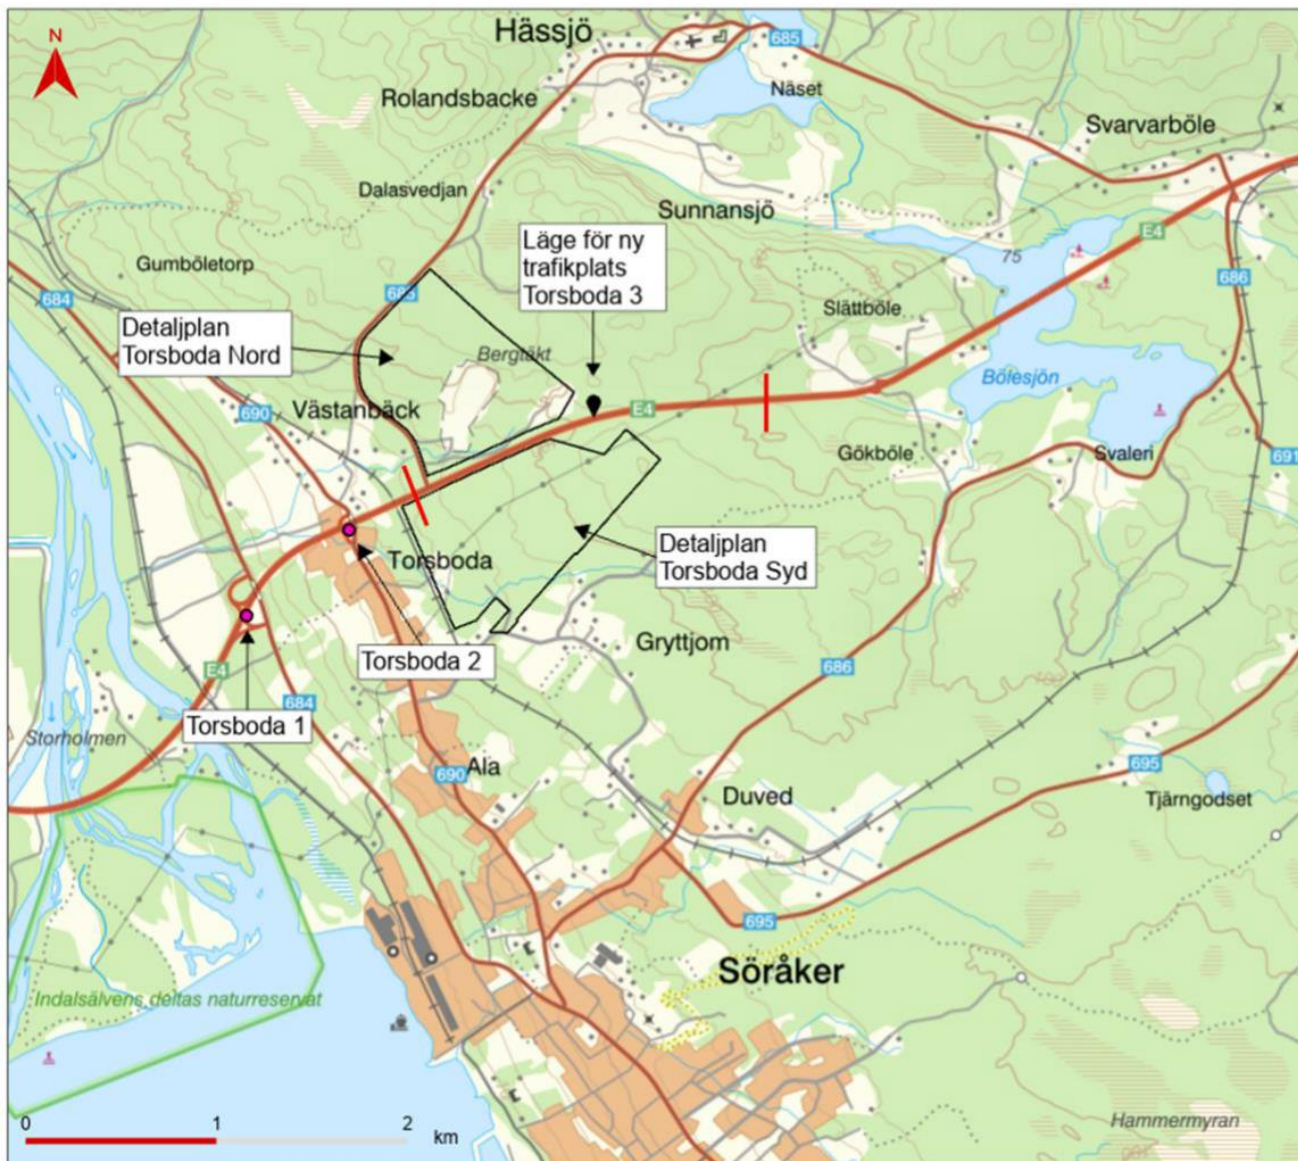 Hässjö
685
N
Näset
Rolandsbacke
Svarvarböle
Dalasvedjan
Sunnansjö
E4
Läge för ny
trafikplats
Torsboda 3
75
Gumböletorp
686
684
685
Slättböle
Detaljplan
Torsboda Nord
Bergtäkt
Bölesjön
690
Västanbäck
E4
Gökböle
Svaleri
691
Detaljplan
Torsboda Syd
Torsboda
Gryttjom
Torsboda 2
686
E4
684
Torsboda 1
Storholmen
690
Ala
695
Duved
Tjärngodset
695
Söråker
Indalsälvens deltas naturreservat
Hammermyran
0 1 2
km